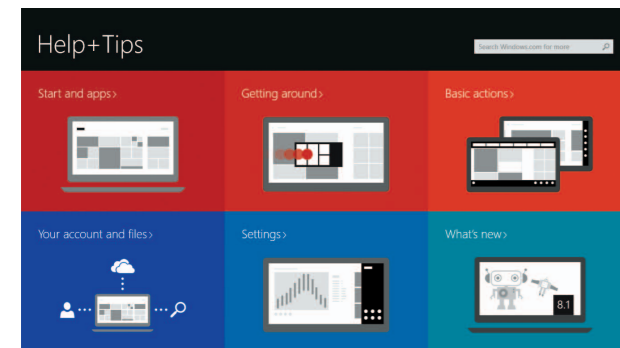 Help+Tips
Search Windows.com for more
Start and apps>
Getting around>
Basic actions>
Your account and files>
Settings>
What's new>
8.1